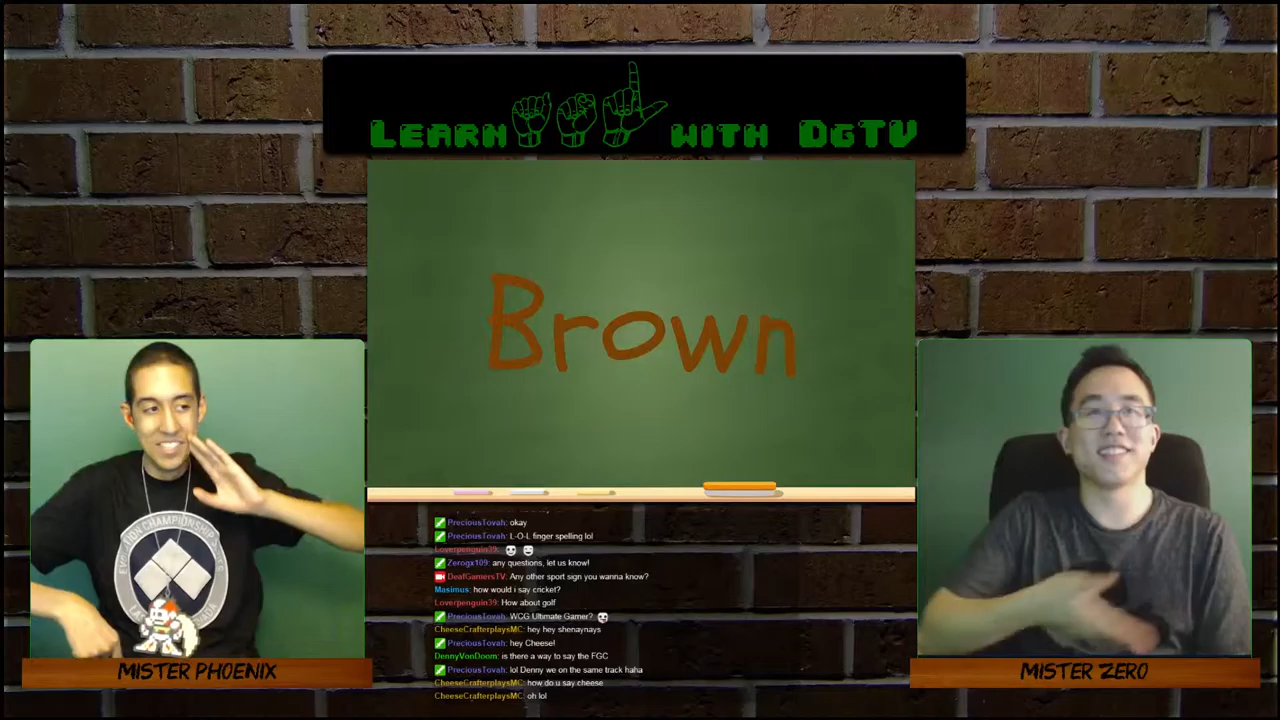 Learn with DGTV
Brown
PreciousTovah: okay
PreciousTovah: L-O-L finger spelling lol
Loverpenguin39:
Zerogx109: any questions, let us know!
DeafGamersTV: Any other sport sign you wanna know?
Masimus: how would i say cricket?
Loverpenguin39: How about golf
PreciousTovah: WCG Ultimate Gamer?
CheeseCrafterplaysMC: hey hey shenaynays
PreciousTovah: hey Cheese!
DennyVonDoom: is there a way to say the FGC
PreciousTovah: lol Denny we on the same track haha
CheeseCrafterplaysMC: how do u say cheese
CheeseCrafterplaysMC: oh lol
MISTER PHOENIX
MISTER ZERO